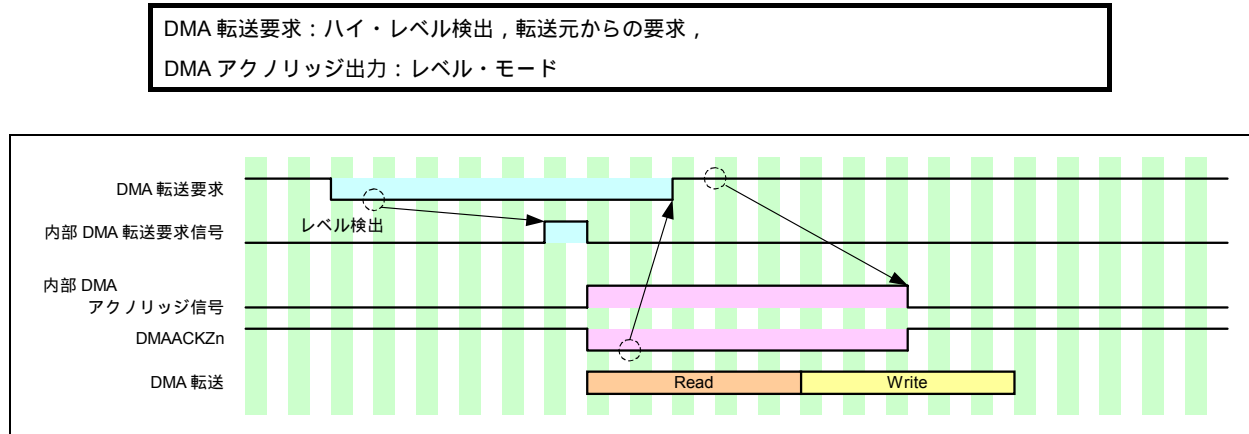 DMA 転送要求：ハイ・レベル検出，転送元からの要求，
DMA アクノリッジ出力：レベル・モード
DMA 転送要求
レベル検出
内部 DMA 転送要求信号
内部 DMA
アクノリッジ信号
DMAACKZn
DMA 転送
Read
Write